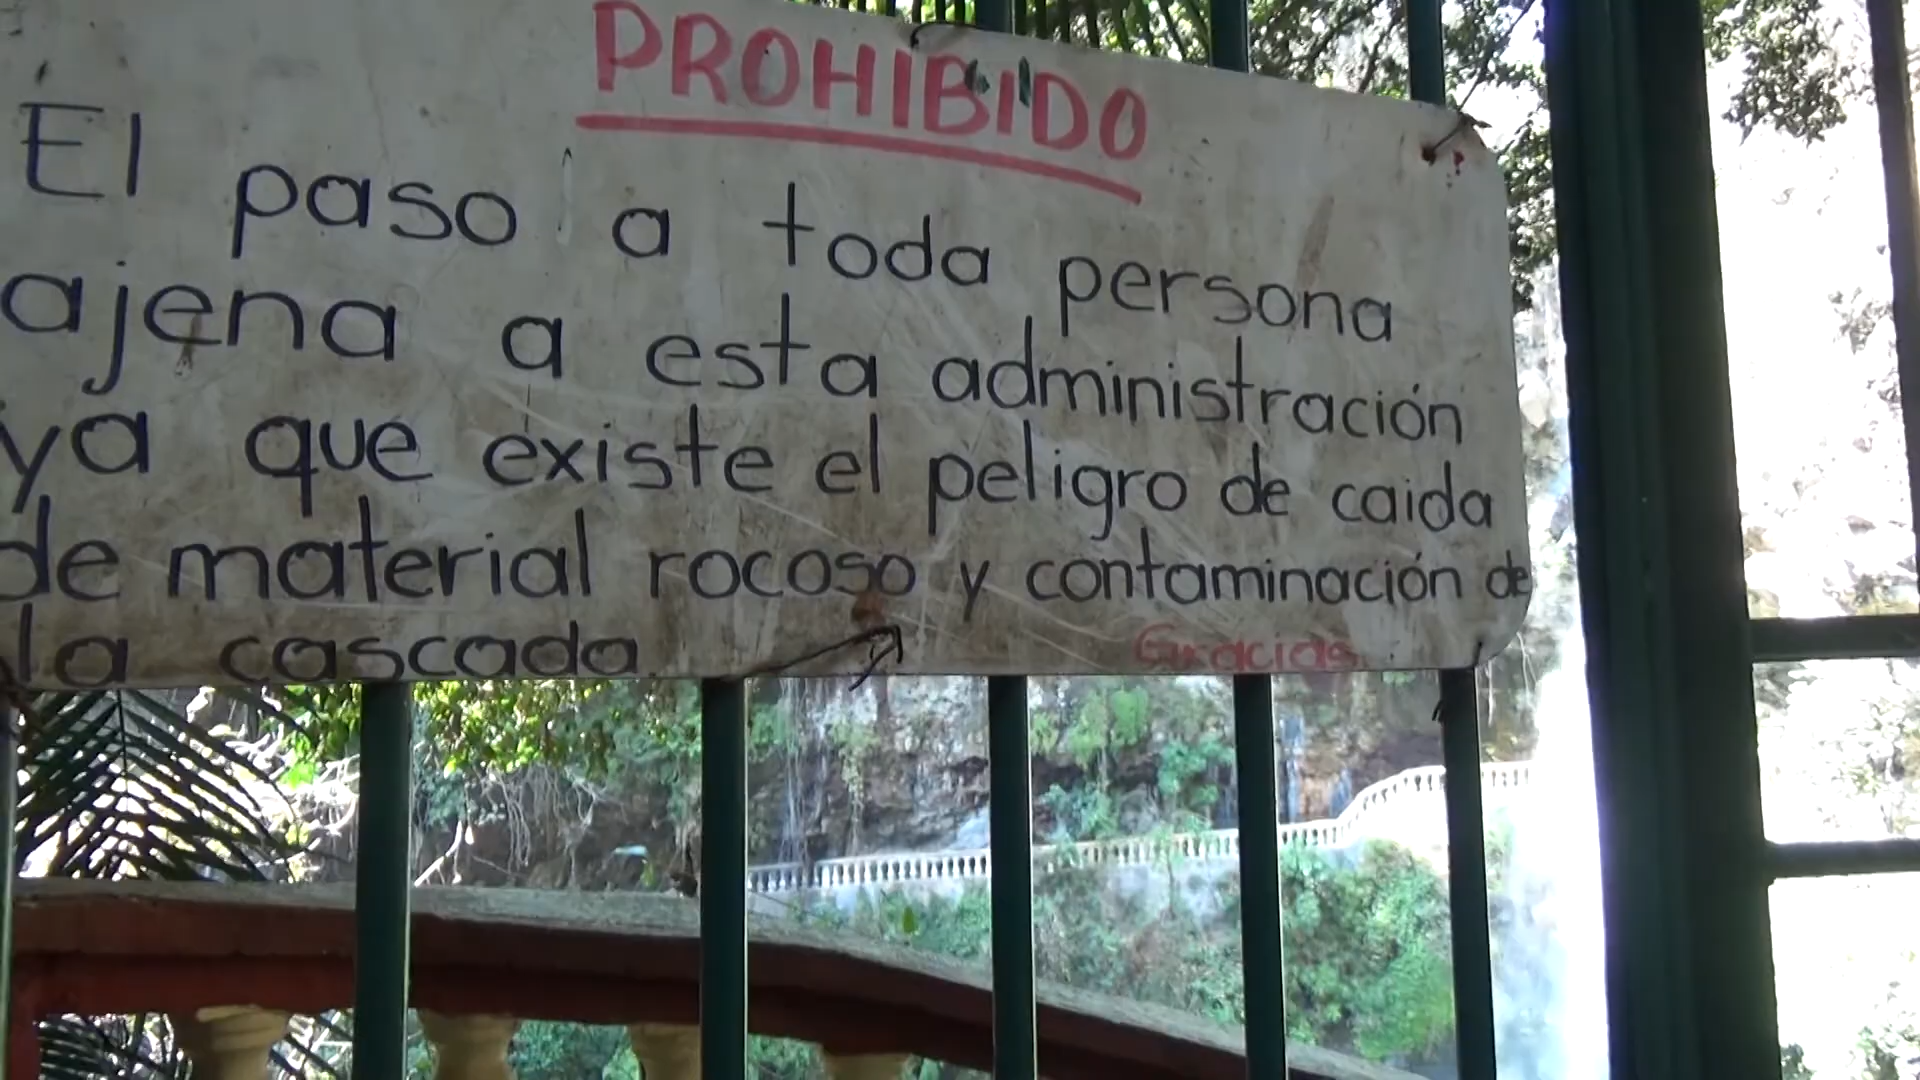 PROHIBIDO
El paso a toda persona
ajena a esta administración
ya que existe el peligro de caida
de material rocoso y contaminación de
la cascada.
Gracias.